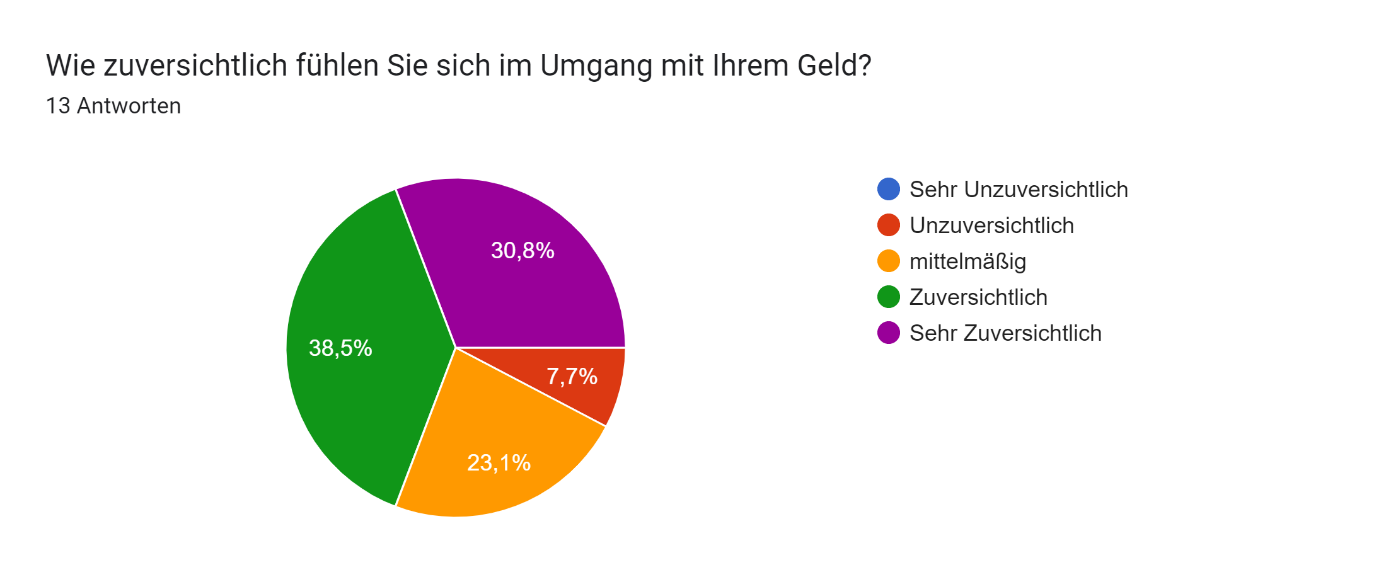 Wie zuversichtlich fühlen Sie sich im Umgang mit Ihrem Geld?
13 Antworten
30,8%
38,5%
7,7%
23,1%
Sehr Unzuversichtlich
Unzuversichtlich
mittelmäßig
Zuversichtlich
Sehr Zuversichtlich